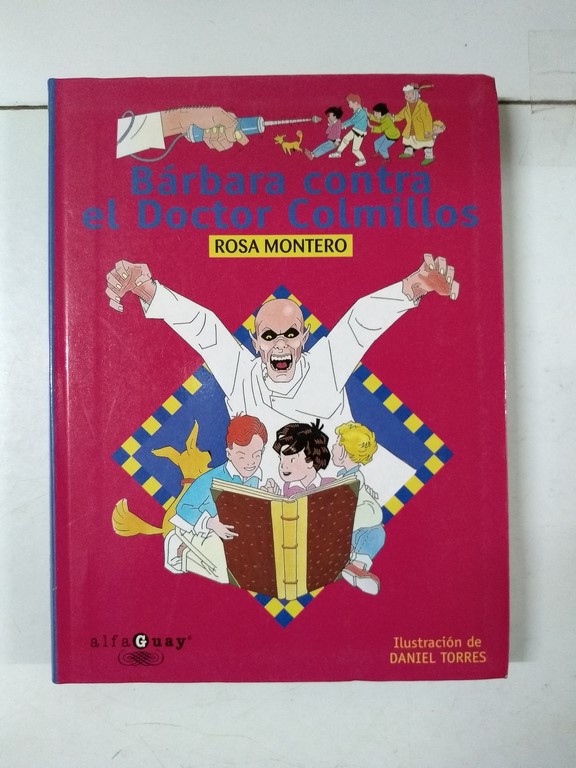 Bárbara contra
el Doctor Colmillos
ROSA MONTERO
alfaGuay®
Ilustración de
DANIEL TORRES